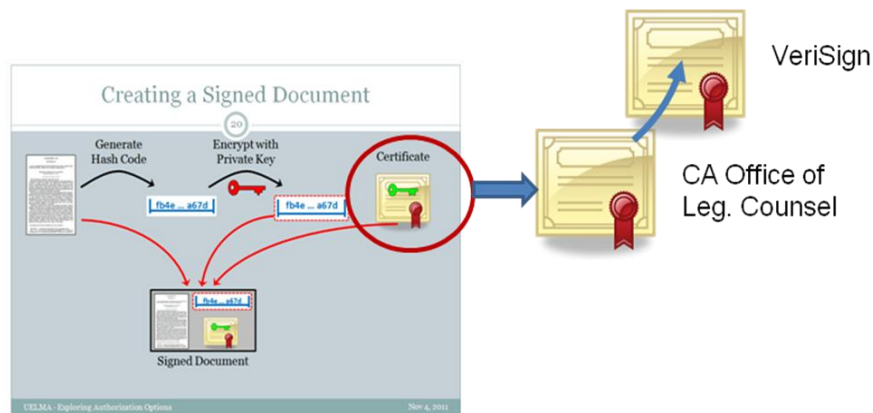 Creating a Signed Document
20
Generate
Hash Code
Encrypt with
Private Key
Certificate
fb4e ... a67d
fb4e ... a67d
fb4e ... a67d
Signed Document
UELMA - Exploring Authorization Options
Nov 4, 2011
VeriSign
CA Office of
Leg. Counsel